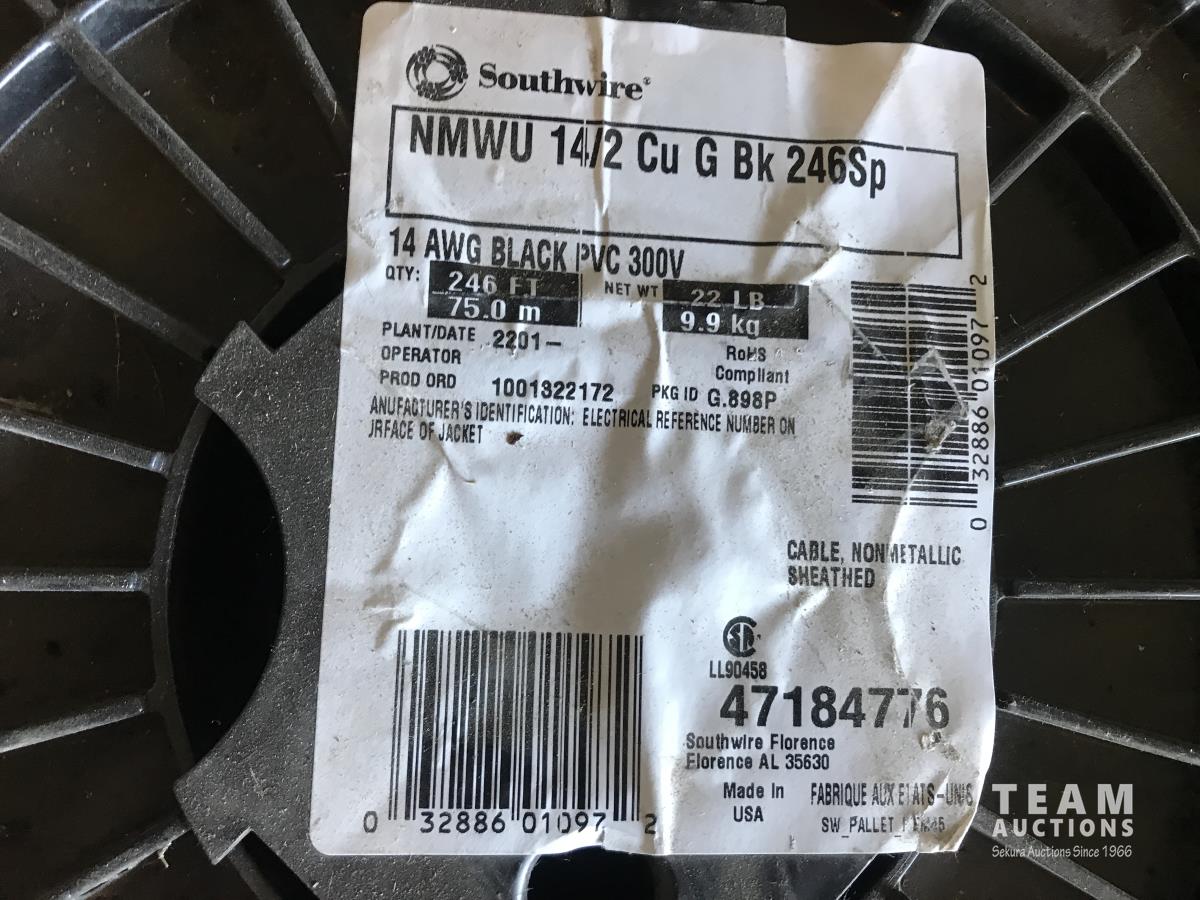 Southwire®
NMWU 14/2 Cu G Bk 246Sp
14 AWG BLACK PVC 300V
QTY: 246 FT
75.0 m
NET WT 22 LB
9.9 kg
PLANT/DATE 2201-
OPERATOR
RoHS
Compliant
PROD ORD 1001322172 PKG ID G.898P
ANUFACTURER'S IDENTIFICATION: ELECTRICAL REFERENCE NUMBER ON
JRFACE OF JACKET
0 32886 01097 2
CABLE, NONMETALLIC
SHEATHED
LL90458
47184776
Southwire Florence
Florence AL 35630
Made In
USA
FABRIQUE AUX ETATS-UNIS
SW_PALLET_
0 32886 01097 2
TEAM
AUCTIONS
Sekura Auctions Since 1966